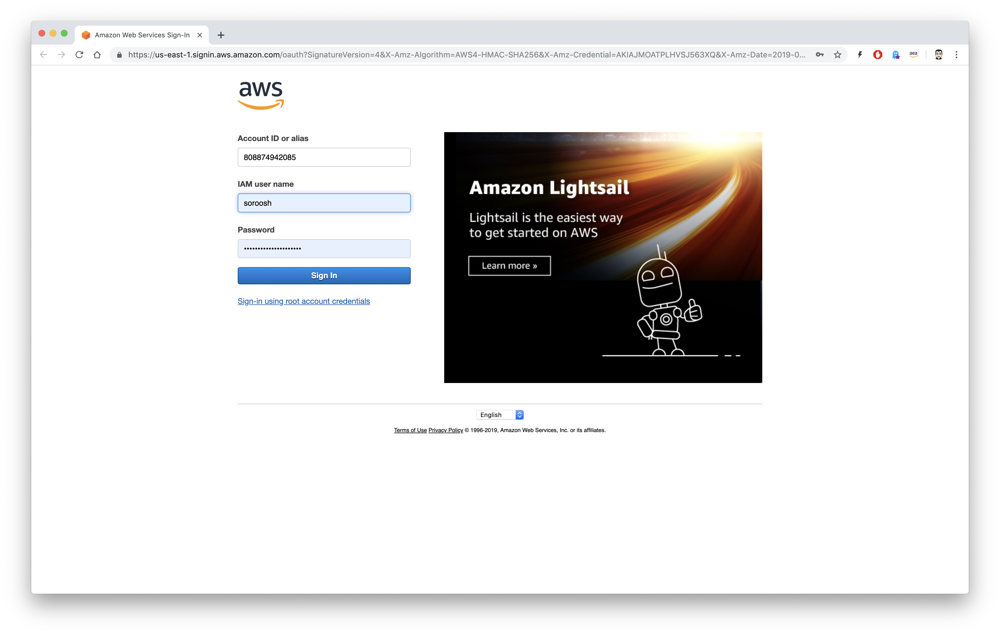 Amazon Web Services Sign-In
https://us-east-1.signin.aws.amazon.com/oauth?SignatureVersion=4&X-Amz-Algorithm=AWS4-HMAC-SHA256&X-Amz-Credential=AKIAJMOATPLHVSJ563XQ&X-Amz-Date=2019-0...
aea
aws
Account ID or alias
808874942085
IAM user name
soroosh
Password
•••••••••••••••••••••
Sign In
Sign-in using root account credentials
Amazon Lightsail
Lightsail is the easiest way
to get started on AWS
Learn more »
English
Terms of Use Privacy Policy © 1996-2019, Amazon Web Services, Inc. or its affiliates.